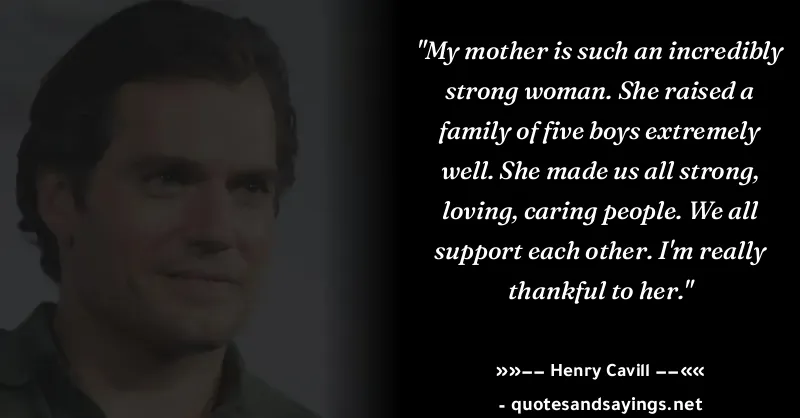 "My mother is such an incredibly
strong woman. She raised a
family of five boys extremely
well. She made us all strong,
loving, caring people. We all
support each other. I'm really
thankful to her."
»»−− Henry Cavill −−««
- quotesandsayings.net